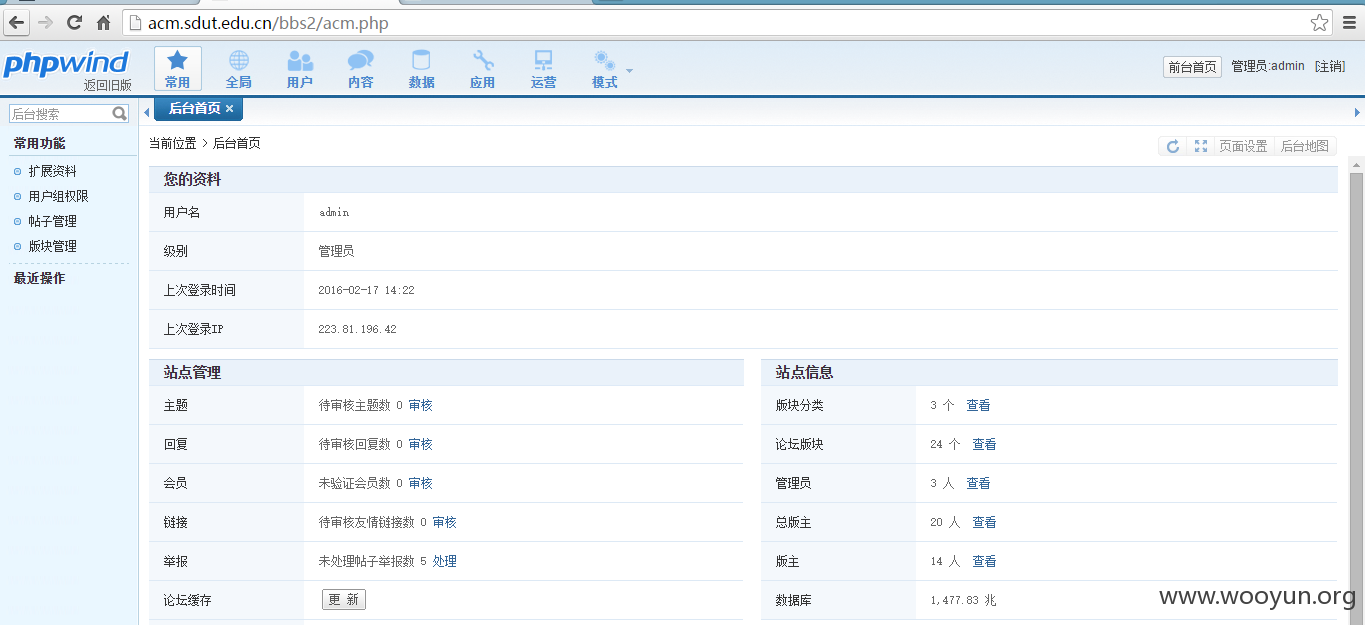 acm.sdut.edu.cn/bbs2/acm.php
phpwind
返回旧版
常用 全局 用户 内容 数据 应用 运营 模式
前台首页 管理员:admin [注销]
后台搜索
后台首页 ×
常用功能
扩展资料
用户组权限
帖子管理
版块管理
最近操作
当前位置 > 后台首页
页面设置 后台地图
您的资料
用户名 admin
级别 管理员
上次登录时间 2016-02-17 14:22
上次登录IP 223.81.196.42
站点管理
主题 待审核主题数 0 审核
回复 待审核回复数 0 审核
会员 未验证会员数 0 审核
链接 待审核友情链接数 0 审核
举报 未处理帖子举报数 5 处理
论坛缓存 更 新
站点信息
版块分类 3 个 查看
论坛版块 24 个 查看
管理员 3 人 查看
总版主 20 人 查看
版主 14 人 查看
数据库 1,477.83 兆
www.wooyun.org